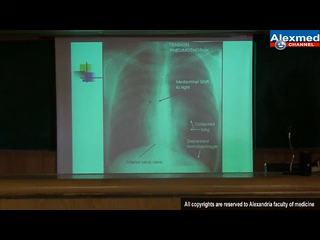 Alexmed
CHANNEL
TENSION
PNEUMOTHORAX
Mediastinal Shift
to right
Collapsed
lung
Depressed
hemidiaphragm
Inferior vena cava
All copyrights are reserved to Alexandria faculty of medicine